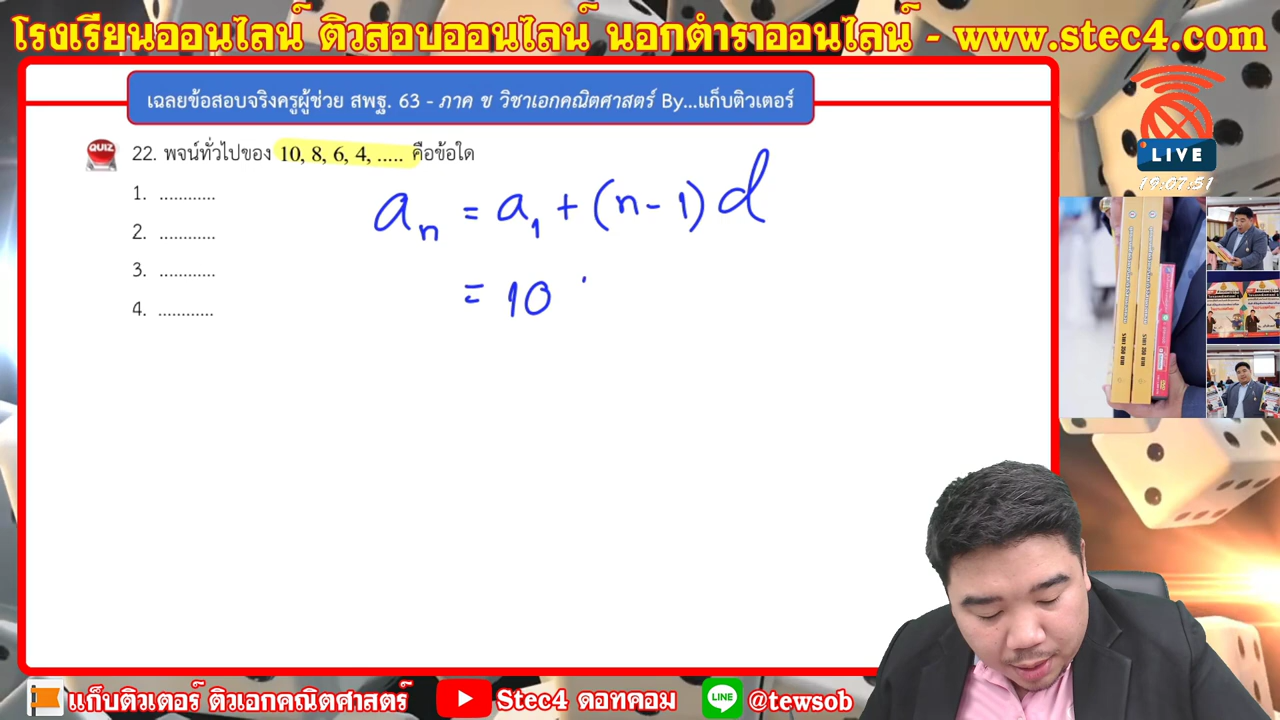 โรงเรียนออนไลน์ ติวสอบออนไลน์ นอกตำราออนไลน์ - www.stec4.com
เฉลยข้อสอบจริงครูผู้ช่วย สพฐ. 63 - ภาค ข วิชาเอกคณิตศาสตร์ By...แก็บติวเตอร์
LIVE
19:07:51
QUIZ
22. พจน์ทั่วไปของ 10, 8, 6, 4, ..... คือข้อใด
1. ............
2. ............
3. ............
4. ............
aₙ = a₁ + (n - 1) d
= 10
แก็บติวเตอร์ ติวเอกคณิตศาสตร์
Stec4 ดอทคอม
LINE
@tewsob